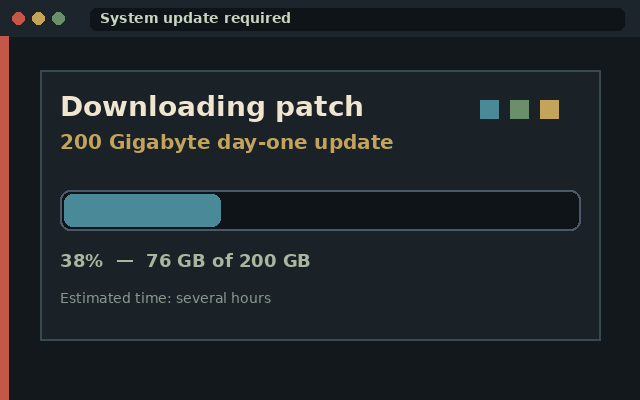 System update required
Downloading patch
200 Gigabyte day-one update
38% — 76 GB of 200 GB
Estimated time: several hours